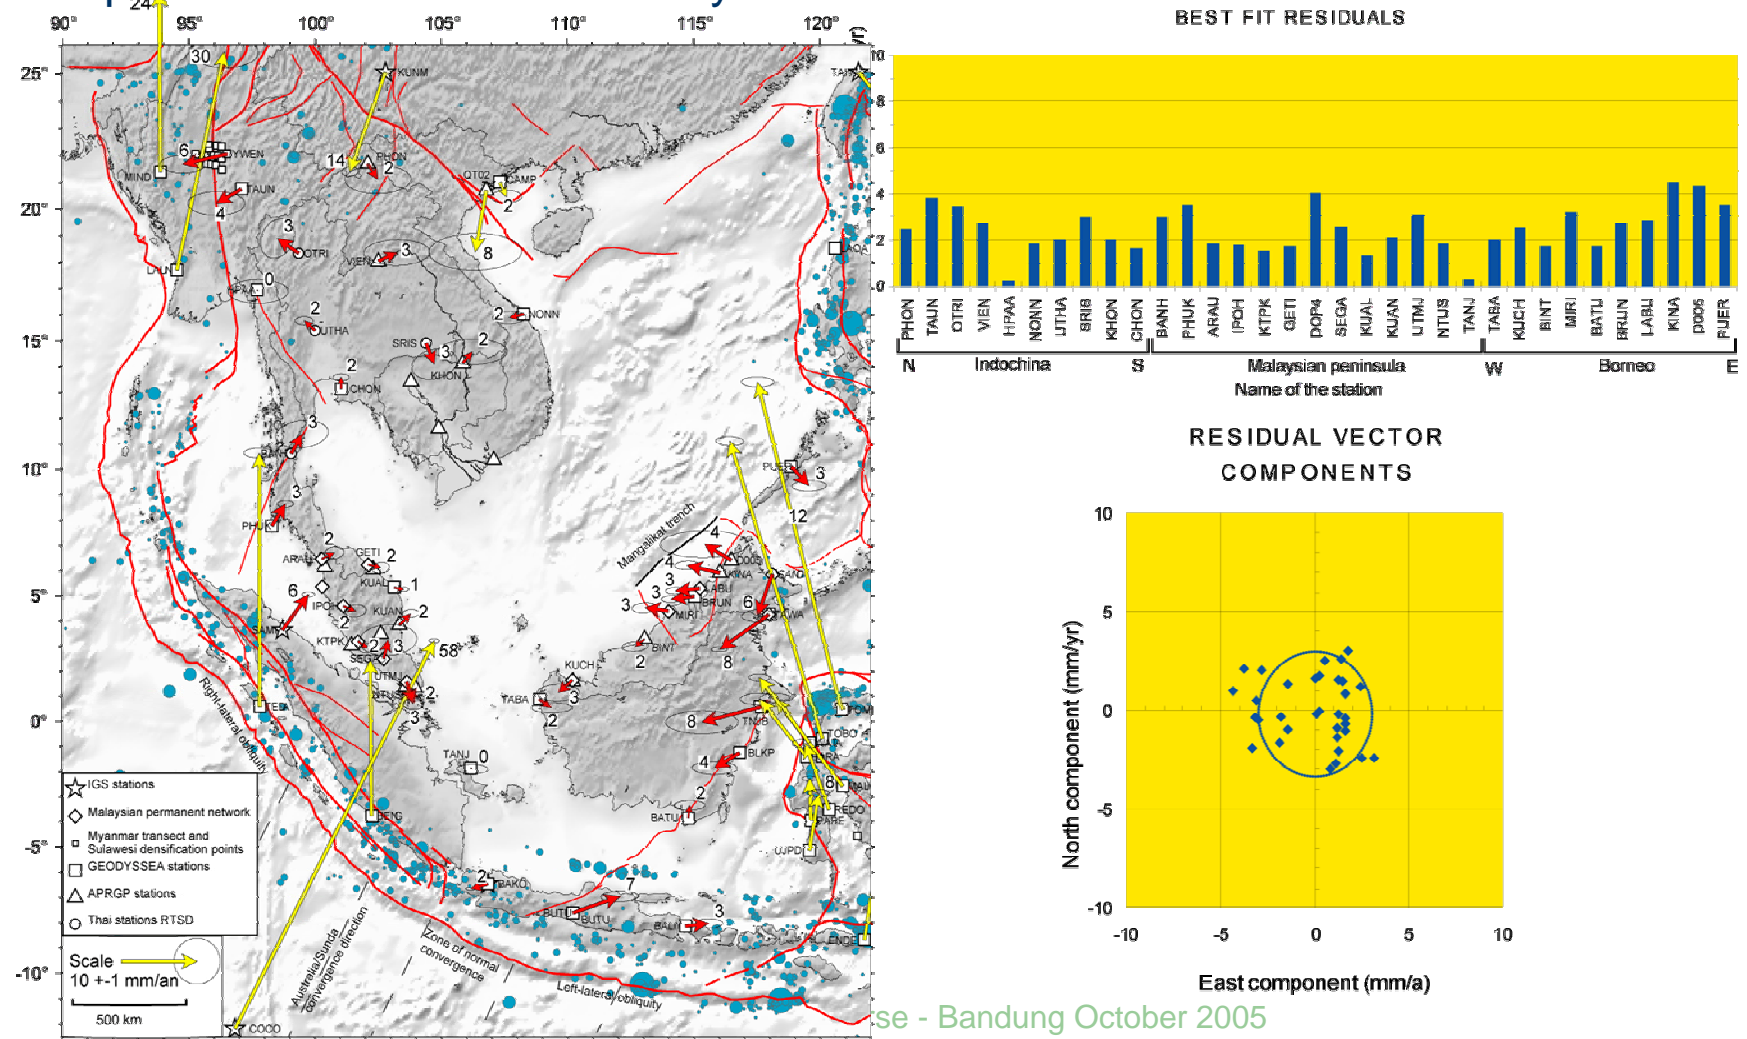 24
90° 95° 100° 105° 110° 115° 120°
25°
20°
15°
10°
5°
0°
-5°
-10°
30
KUNM
6
MIND
TAUN
4
14
PHON
2
QT02
CAMP
2
8
3
OTRI
VIEN
3
0
2
UTHA
2
NONN
SRIS
3
2
KHON
2
CHON
3
3
PHUK
2
ARAU
GETI
2
KUAL
1
6
IPOH
2
KUAN
2
KTPK
2
3
SEGA
58
UTMJ
NTUS
2
3
Mangalikat trench
PUER
3
12
4
4
KINA
3
LABU
3
BRUN
3
MIRI
6
BINT
2
8
KUCH
3
TABA
2
8
TNJB
TOBO
BLKP
4
TANJ
0
2
BATU
8
REDO
PARE
UJPD
BENG
Right-lateral obliquity
2
BAKO
7
BUTU
3
BALI
Australia/Sunda
convergence direction
Zone of normal
convergence
Left-lateral obliquity
COCO
IGS stations
Malaysian permanent network
Myanmar transect and
Sulawesi densification points
GEODYSSEA stations
APRGP stations
Thai stations RTSD
Scale
10 +-1 mm/an
500 km
BEST FIT RESIDUALS
yr)
8
6
4
2
0
PHON TAUN OTRI VIEN HPAA NONN UTHA SRIS KHON CHON BANH PHUK ARAU IPOH KTPK GETI DOP4 SEGA KUAL KUAN UTMJ NTUS TANJ TABA KUCH BINT MIRI BATU BRUN LABU KINA D005 PUER
N Indochina S Malaysian peninsula W Borneo E
Name of the station
RESIDUAL VECTOR
COMPONENTS
North component (mm/yr)
10
5
0
-5
-10
-10 -5 0 5 10
East component (mm/a)
rse - Bandung October 2005